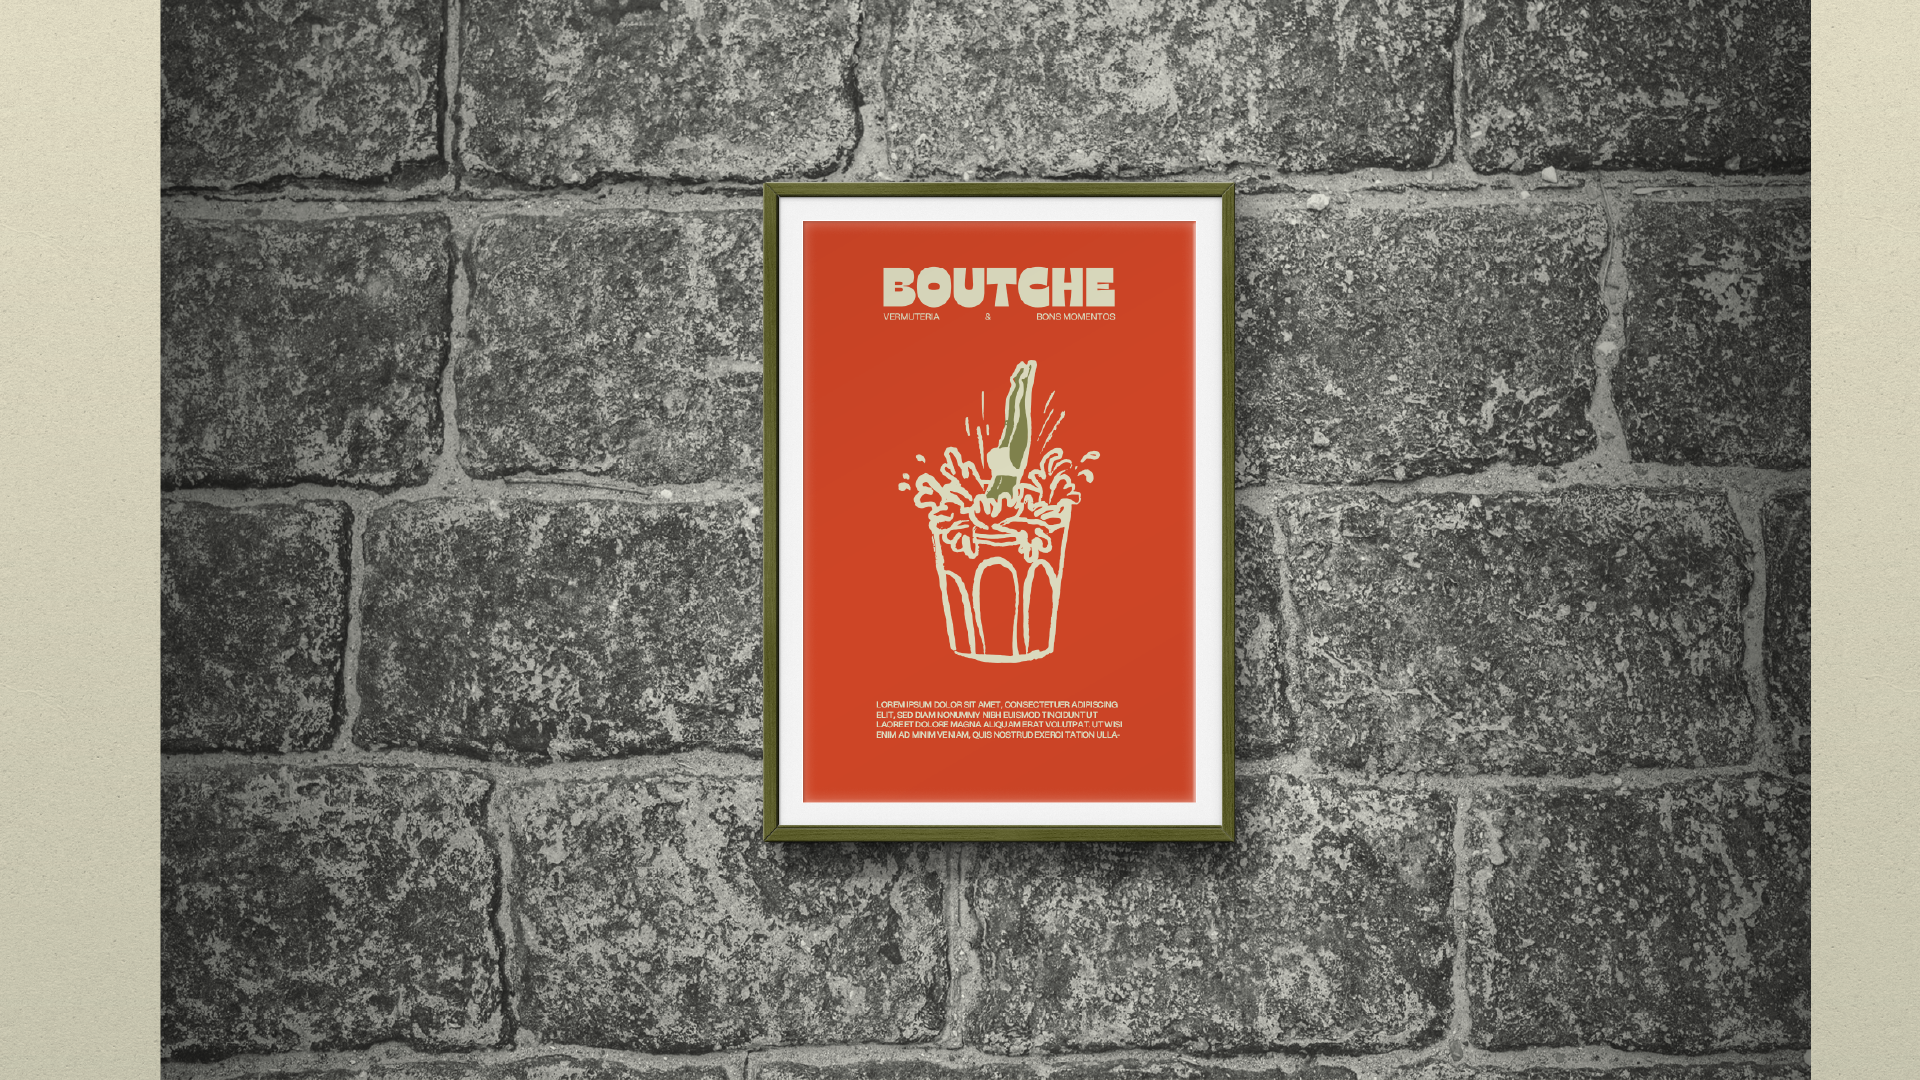 BOUTCHE
VERMUTERIA & BONS MOMENTOS
LOREM IPSUM DOLOR SIT AMET, CONSECTETUER ADIPISCING
ELIT, SED DIAM NONUMMY NIBH EUISMOD TINCIDUNT UT
LAOREET DOLORE MAGNA ALIQUAM ERAT VOLUTPAT. UT WISI
ENIM AD MINIM VENIAM, QUIS NOSTRUD EXERCI TATION ULLA-